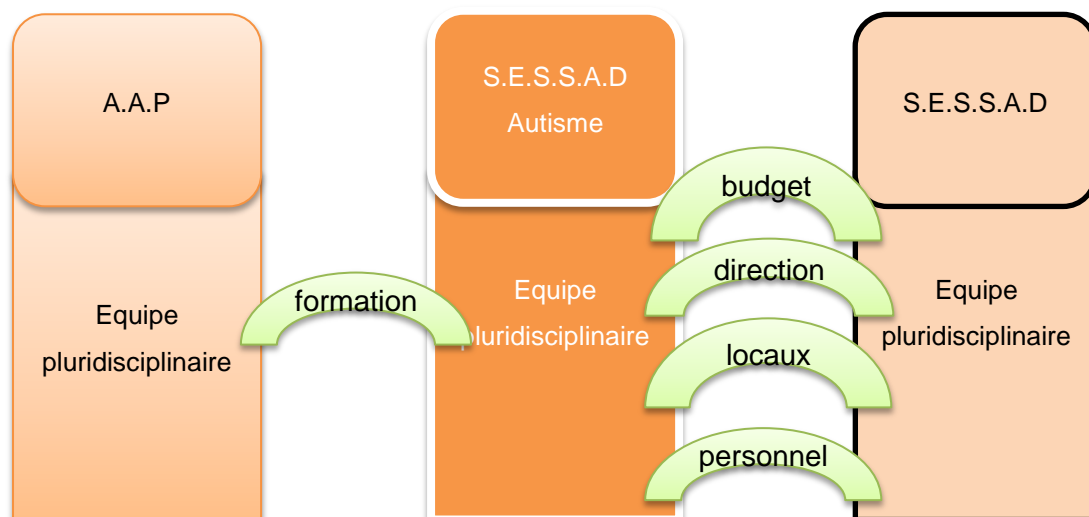 A.A.P
S.E.S.S.A.D
Autisme
S.E.S.S.A.D
budget
direction
formation
locaux
personnel
Equipe
pluridisciplinaire
Equipe
pluridisciplinaire
Equipe
pluridisciplinaire